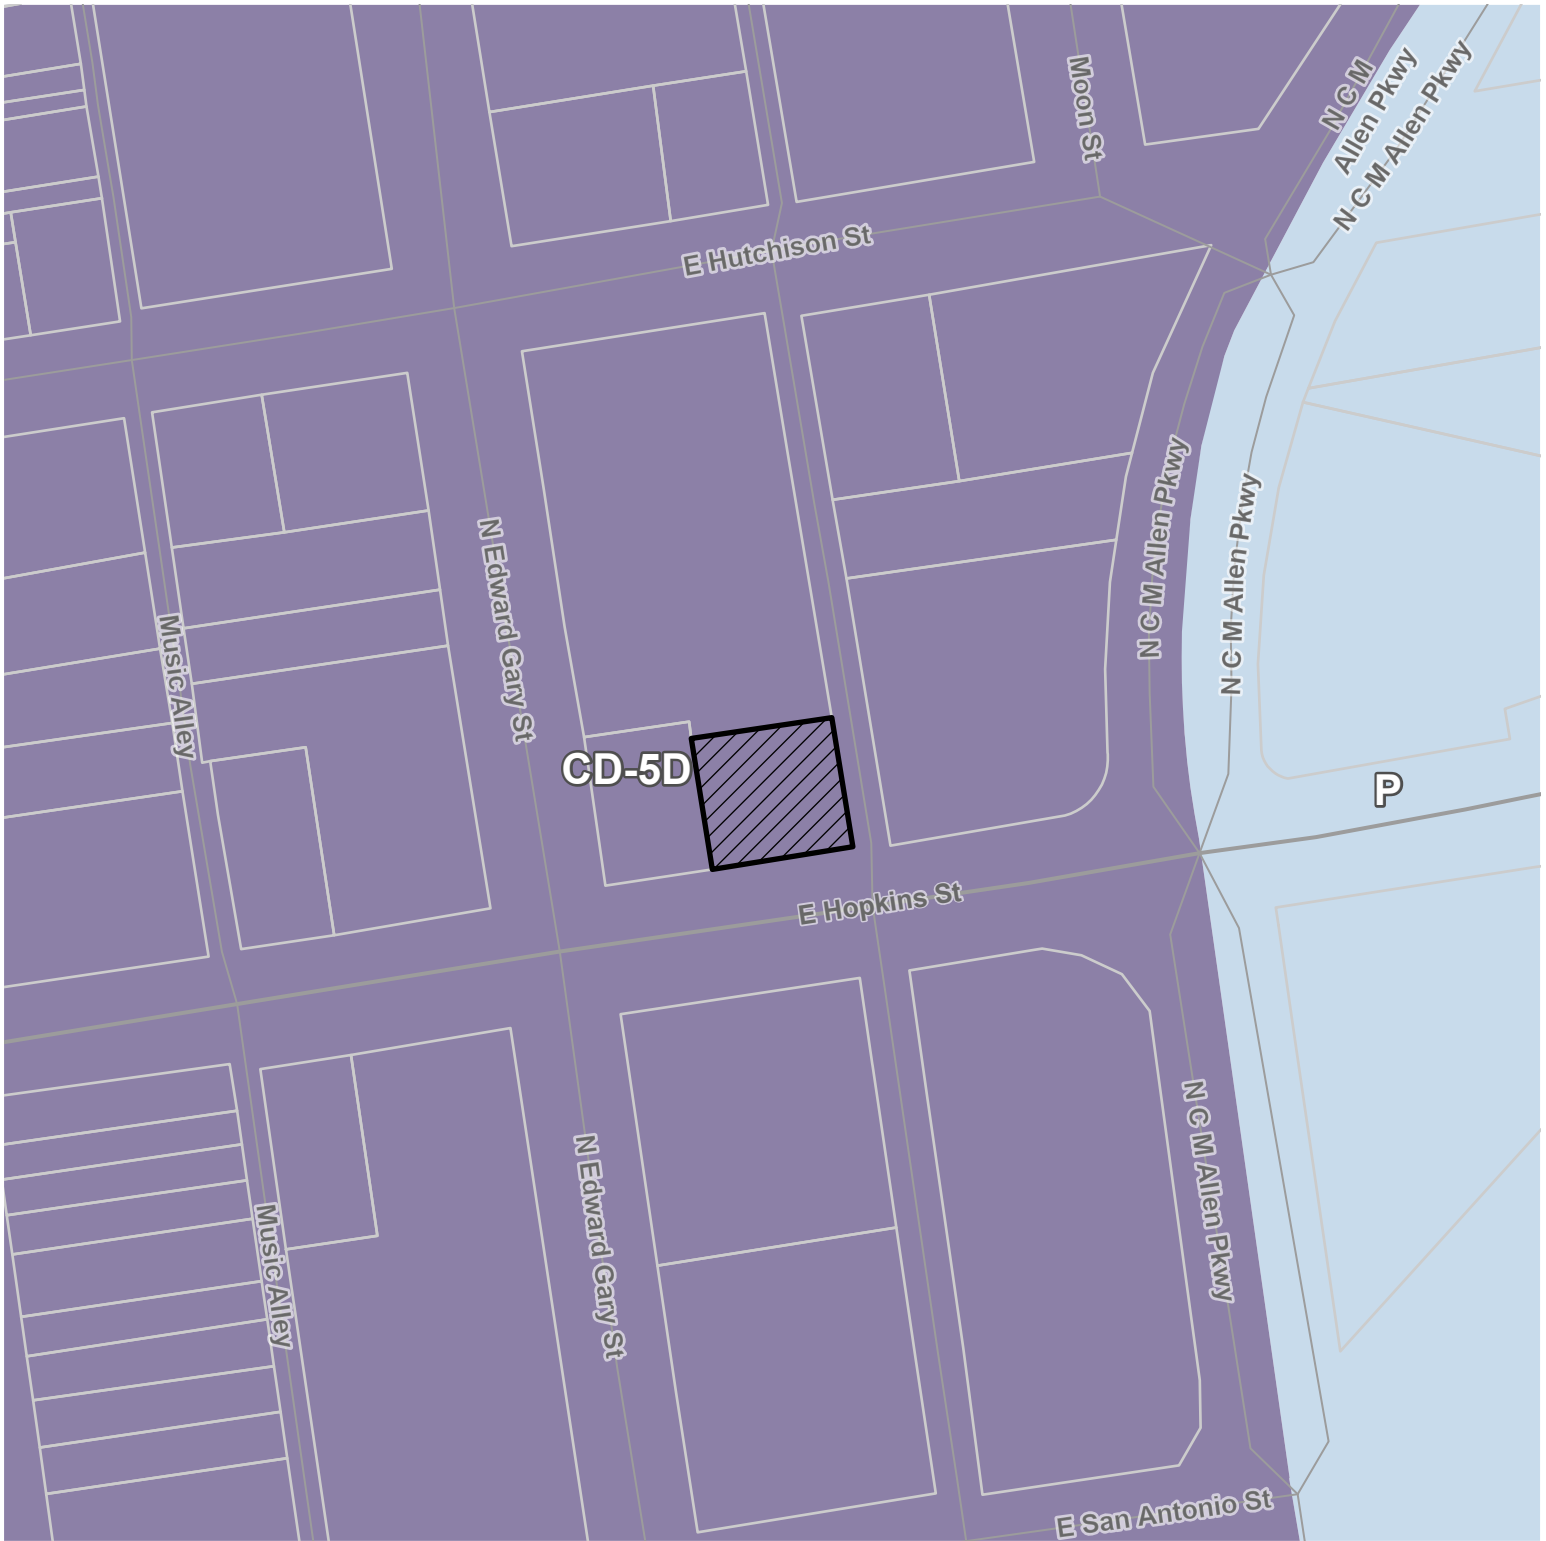 Moon St
N C M
Allen Pkwy
N C M Allen Pkwy
E Hutchison St
N C M Allen Pkwy
N C M Allen Pkwy
N Edward Gary St
Music Alley
CD-5D
P
E Hopkins St
N C M Allen Pkwy
N Edward Gary St
Music Alley
E San Antonio St